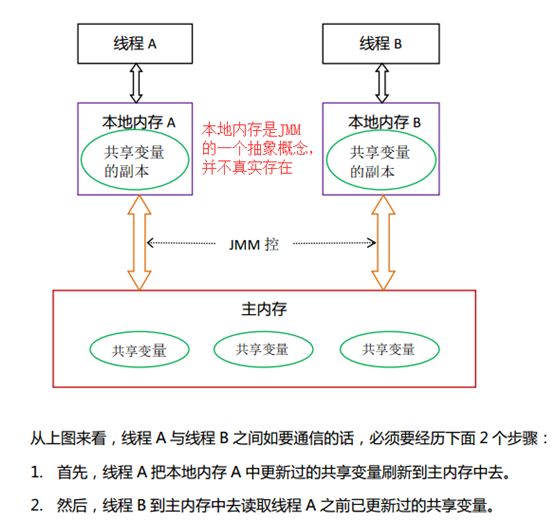 线程 A
线程 B
本地内存 A
本地内存 B
共享变量
的副本
本地内存是JMM
的一个抽象概念，
并不真实存在
共享变量
的副本
JMM 控
主内存
共享变量
共享变量
共享变量
从上图来看，线程 A 与线程 B 之间如要通信的话，必须要经历下面 2 个步骤：
1. 首先，线程 A 把本地内存 A 中更新过的共享变量刷新到主内存中去。
2. 然后，线程 B 到主内存中去读取线程 A 之前已更新过的共享变量。